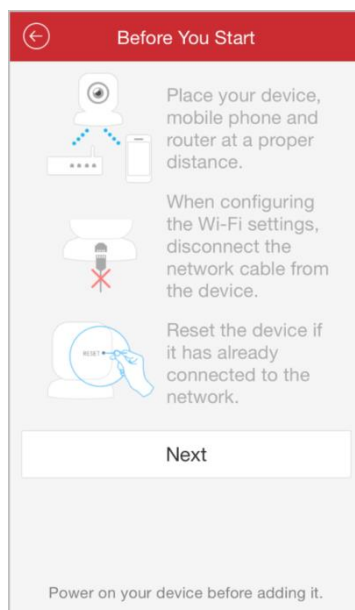 Before You Start
Place your device,
mobile phone and
router at a proper
distance.
When configuring
the Wi-Fi settings,
disconnect the
network cable from
the device.
RESET
Reset the device if
it has already
connected to the
network.
Next
Power on your device before adding it.